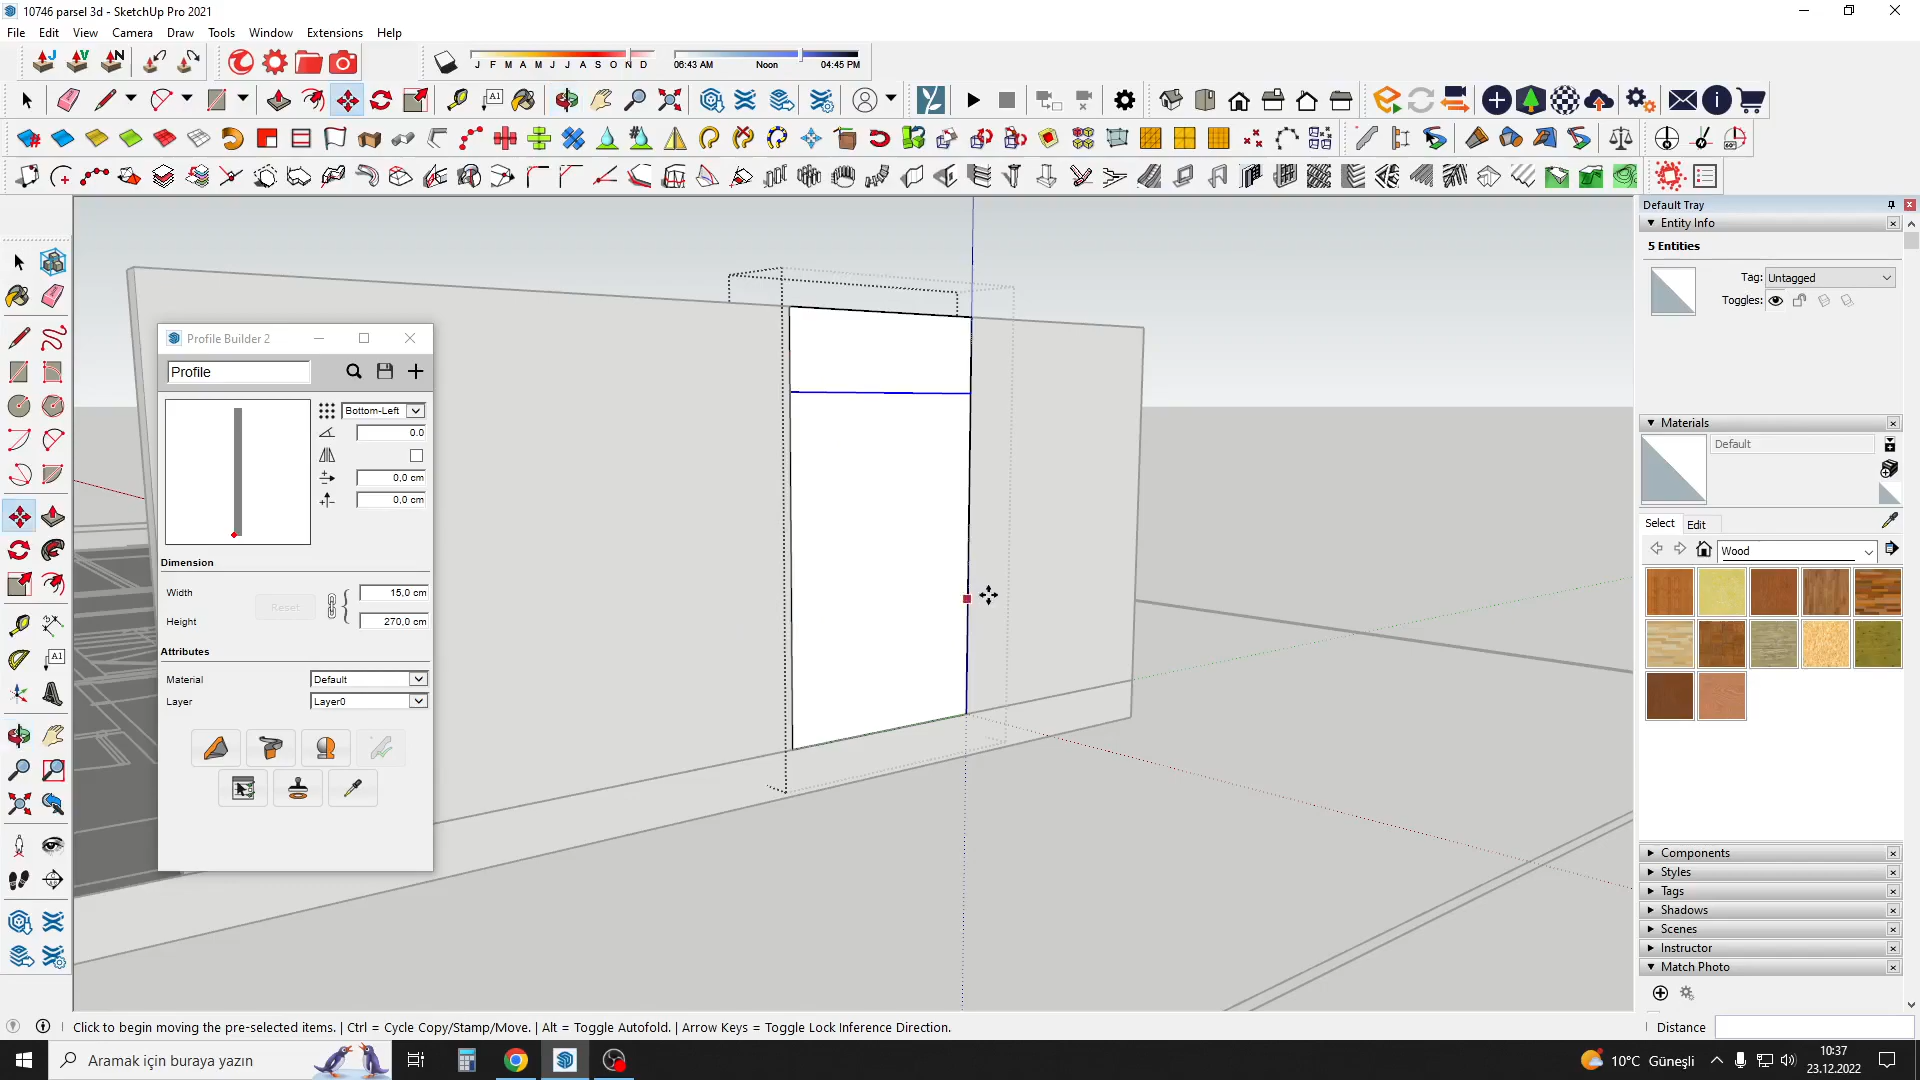 10746 parsel 3d - SketchUp Pro 2021
File Edit View Camera Draw Tools Window Extensions Help
J F M A M J J A S O N D
06:43 AM Noon 04:45 PM
A1
Default Tray
Entity Info
5 Entities
Tag: Untagged
Toggles:
Profile Builder 2
Profile
Bottom-Left
0.0
0,0 cm
0,0 cm
Dimension
Width 15,0 cm
Reset
Height 270,0 cm
Attributes
Material Default
Layer Layer0
A1
Materials
Default
Select Edit
Wood
Components
Styles
Tags
Shadows
Scenes
Instructor
Match Photo
Click to begin moving the pre-selected items. | Ctrl = Cycle Copy/Stamp/Move. | Alt = Toggle Autofold. | Arrow Keys = Toggle Lock Inference Direction.
Distance
Aramak için buraya yazın
10°C Güneşli
10:37
23.12.2022